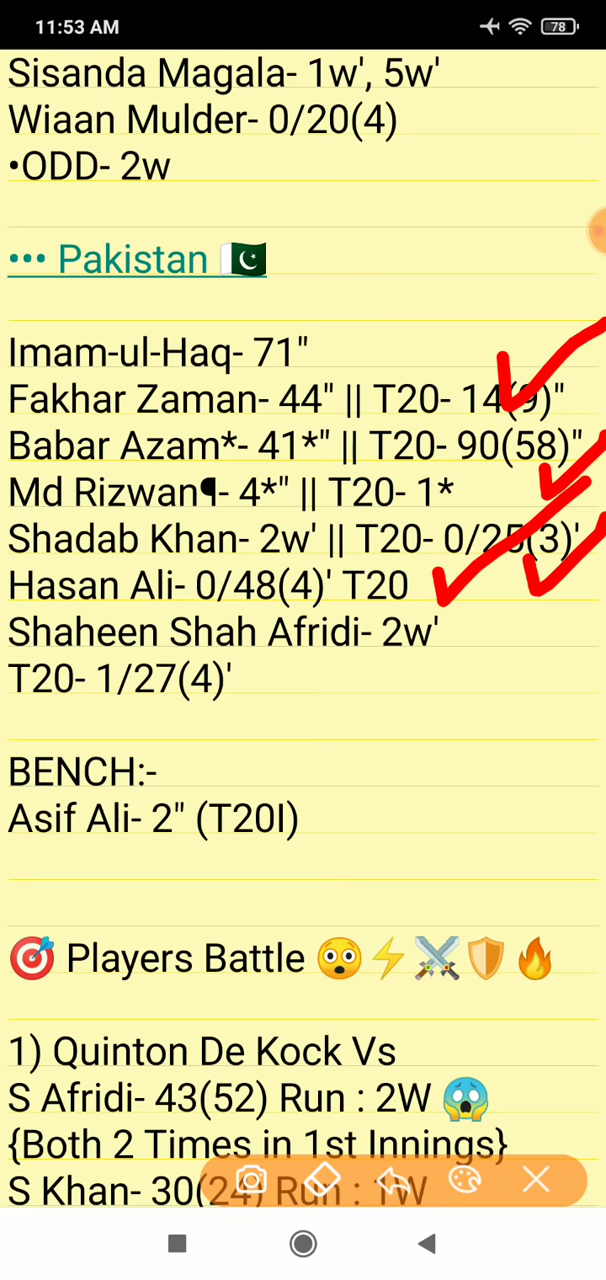 11:53 AM
78
Sisanda Magala- 1w', 5w'
Wiaan Mulder- 0/20(4)
•ODD- 2w
••• Pakistan 🇵🇰
Imam-ul-Haq- 71"
Fakhar Zaman- 44" || T20- 14(9)"
Babar Azam*- 41*" || T20- 90(58)"
Md Rizwan¶- 4*" || T20- 1*
Shadab Khan- 2w' || T20- 0/25(3)'
Hasan Ali- 0/48(4)' T20
Shaheen Shah Afridi- 2w'
T20- 1/27(4)'
BENCH:-
Asif Ali- 2" (T20I)
🎯 Players Battle 😳⚡⚔️🛡️🔥
1) Quinton De Kock Vs
S Afridi- 43(52) Run : 2W 😱
{Both 2 Times in 1st Innings}
S Khan- 30(24) Run : 1W